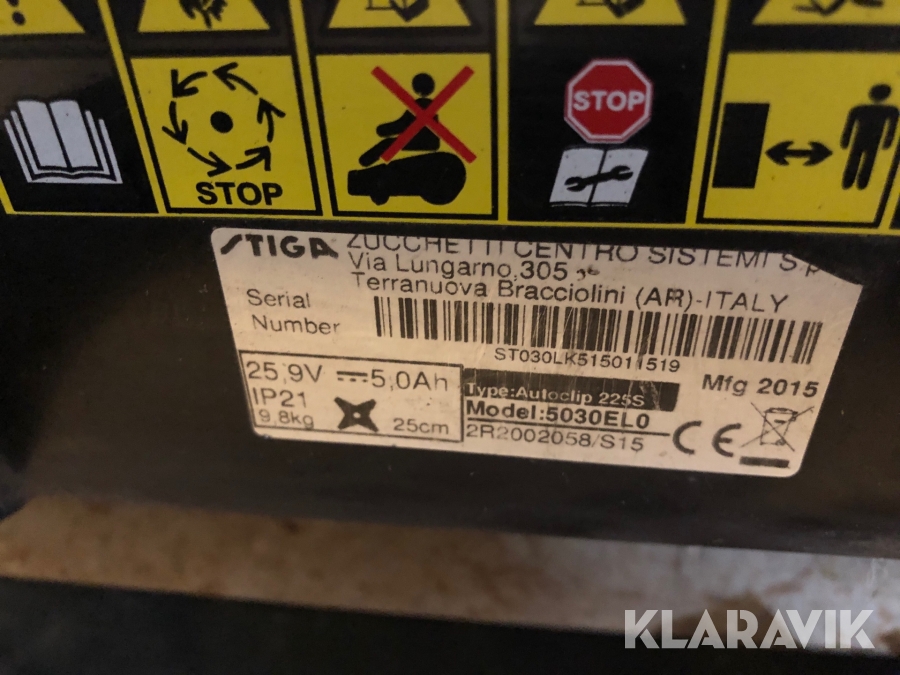 STOP
STOP
STIGA ZUCCHETTI CENTRO SISTEMI S.P
Via Lungarno,305
Terranuova Bracciolini (AR)-ITALY
Serial
Number
ST030LK515011519
25,9V 5,0Ah
IP21
9,8kg 25cm
Type:Autoclip 225S
Model:5030EL0
2R2002058/S15
Mfg 2015
CE
KLARAVIK